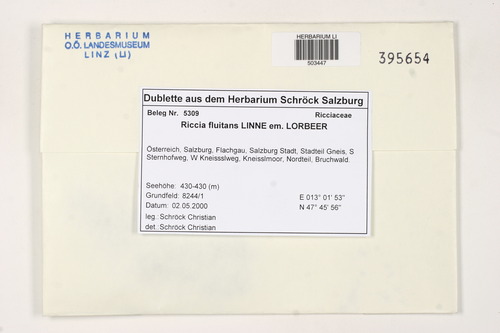 HERBARIUM
O.Ö. LANDESMUSEUM
LINZ (LI)
HERBARIUM LI
503447
395654
Dublette aus dem Herbarium Schröck Salzburg
Beleg Nr. 5309 Ricciaceae
Riccia fluitans LINNE em. LORBEER
Österreich, Salzburg, Flachgau, Salzburg Stadt, Stadteil Gneis, S
Sternhofweg, W Kneisslweg, Kneisslmoor, Nordteil, Bruchwald.
Seehöhe: 430-430 (m)
Grundfeld: 8244/1 E 013° 01' 53"
Datum: 02.05.2000 N 47° 45' 56"
leg.: Schröck Christian
det.: Schröck Christian